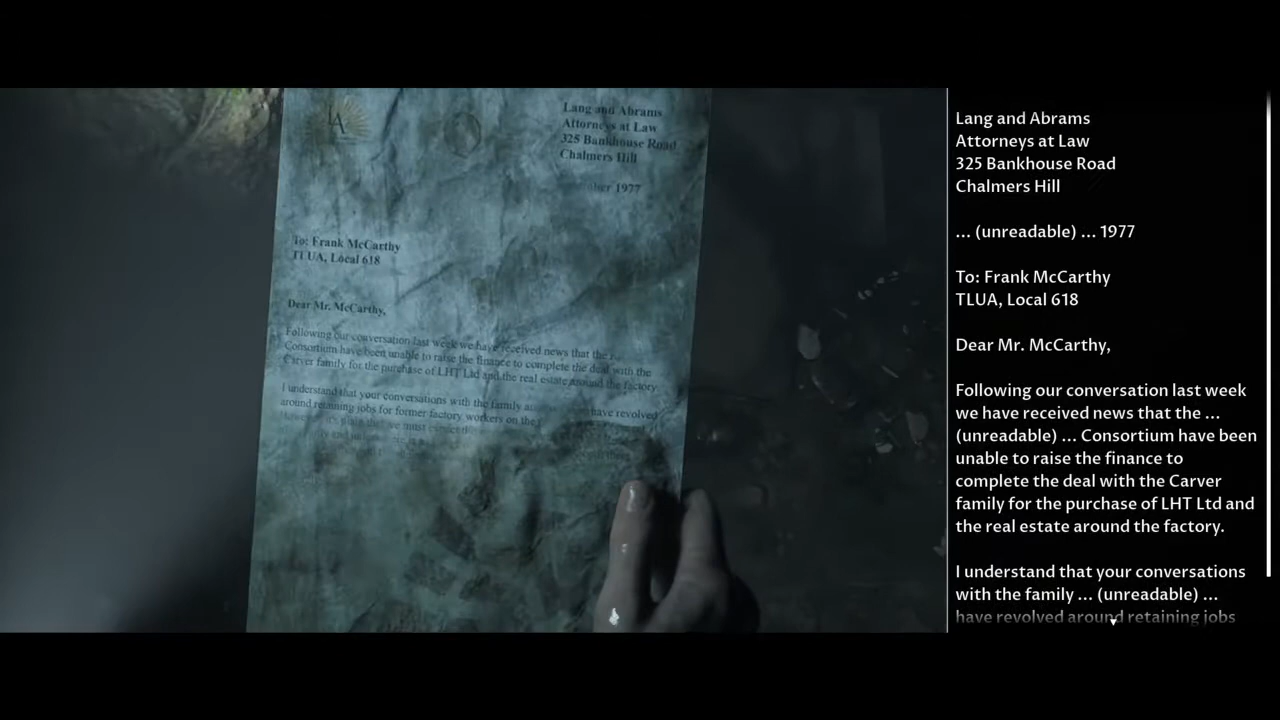 LA
Lang and Abrams
Attorneys at Law
325 Bankhouse Road
Chalmers Hill
1977
To: Frank McCarthy
TLUA, Local 618
Dear Mr. McCarthy,
Following our conversation last week we have received news that the
Consortium have been unable to raise the finance to complete the deal with the
Carver family for the purchase of LHT Ltd and the real estate around the factory.
I understand that your conversations with the family have revolved
around retaining jobs for former factory workers on the
that we must
Lang and Abrams
Attorneys at Law
325 Bankhouse Road
Chalmers Hill
... (unreadable) ... 1977
To: Frank McCarthy
TLUA, Local 618
Dear Mr. McCarthy,
Following our conversation last week
we have received news that the ...
(unreadable) ... Consortium have been
unable to raise the finance to
complete the deal with the Carver
family for the purchase of LHT Ltd and
the real estate around the factory.
I understand that your conversations
with the family ... (unreadable) ...
have revolved around retaining jobs